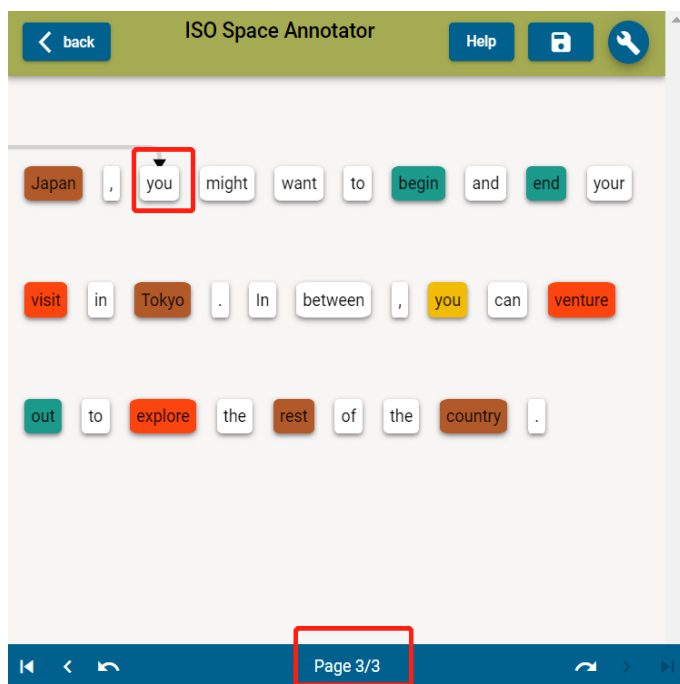 back ISO Space Annotator Help
Japan , you might want to begin and end your
visit in Tokyo . In between , you can venture
out to explore the rest of the country .
Page 3/3